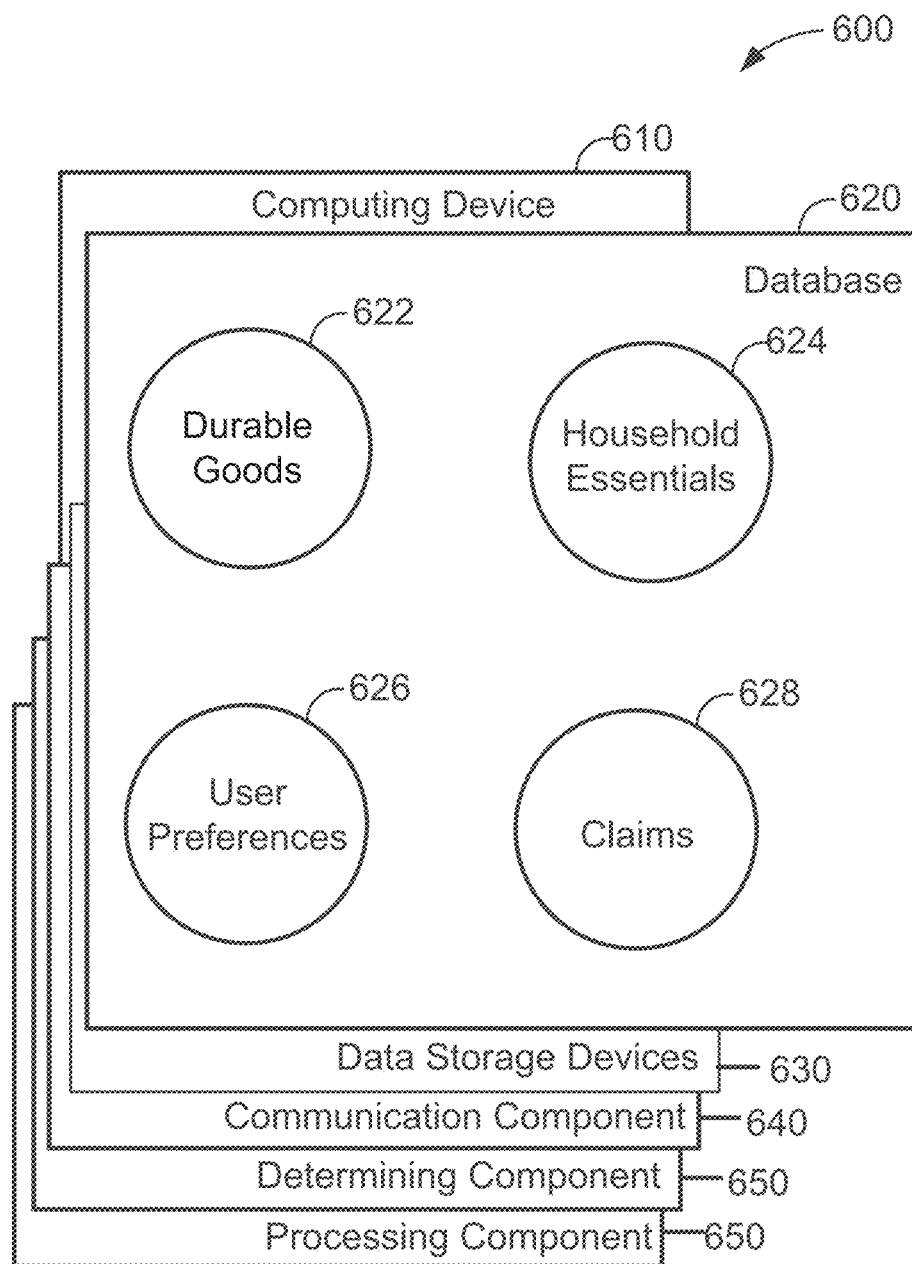 600
610
Computing Device
620
Database
622
Durable
Goods
624
Household
Essentials
626
User
Preferences
628
Claims
Data Storage Devices
630
Communication Component
640
Determining Component
650
Processing Component
650